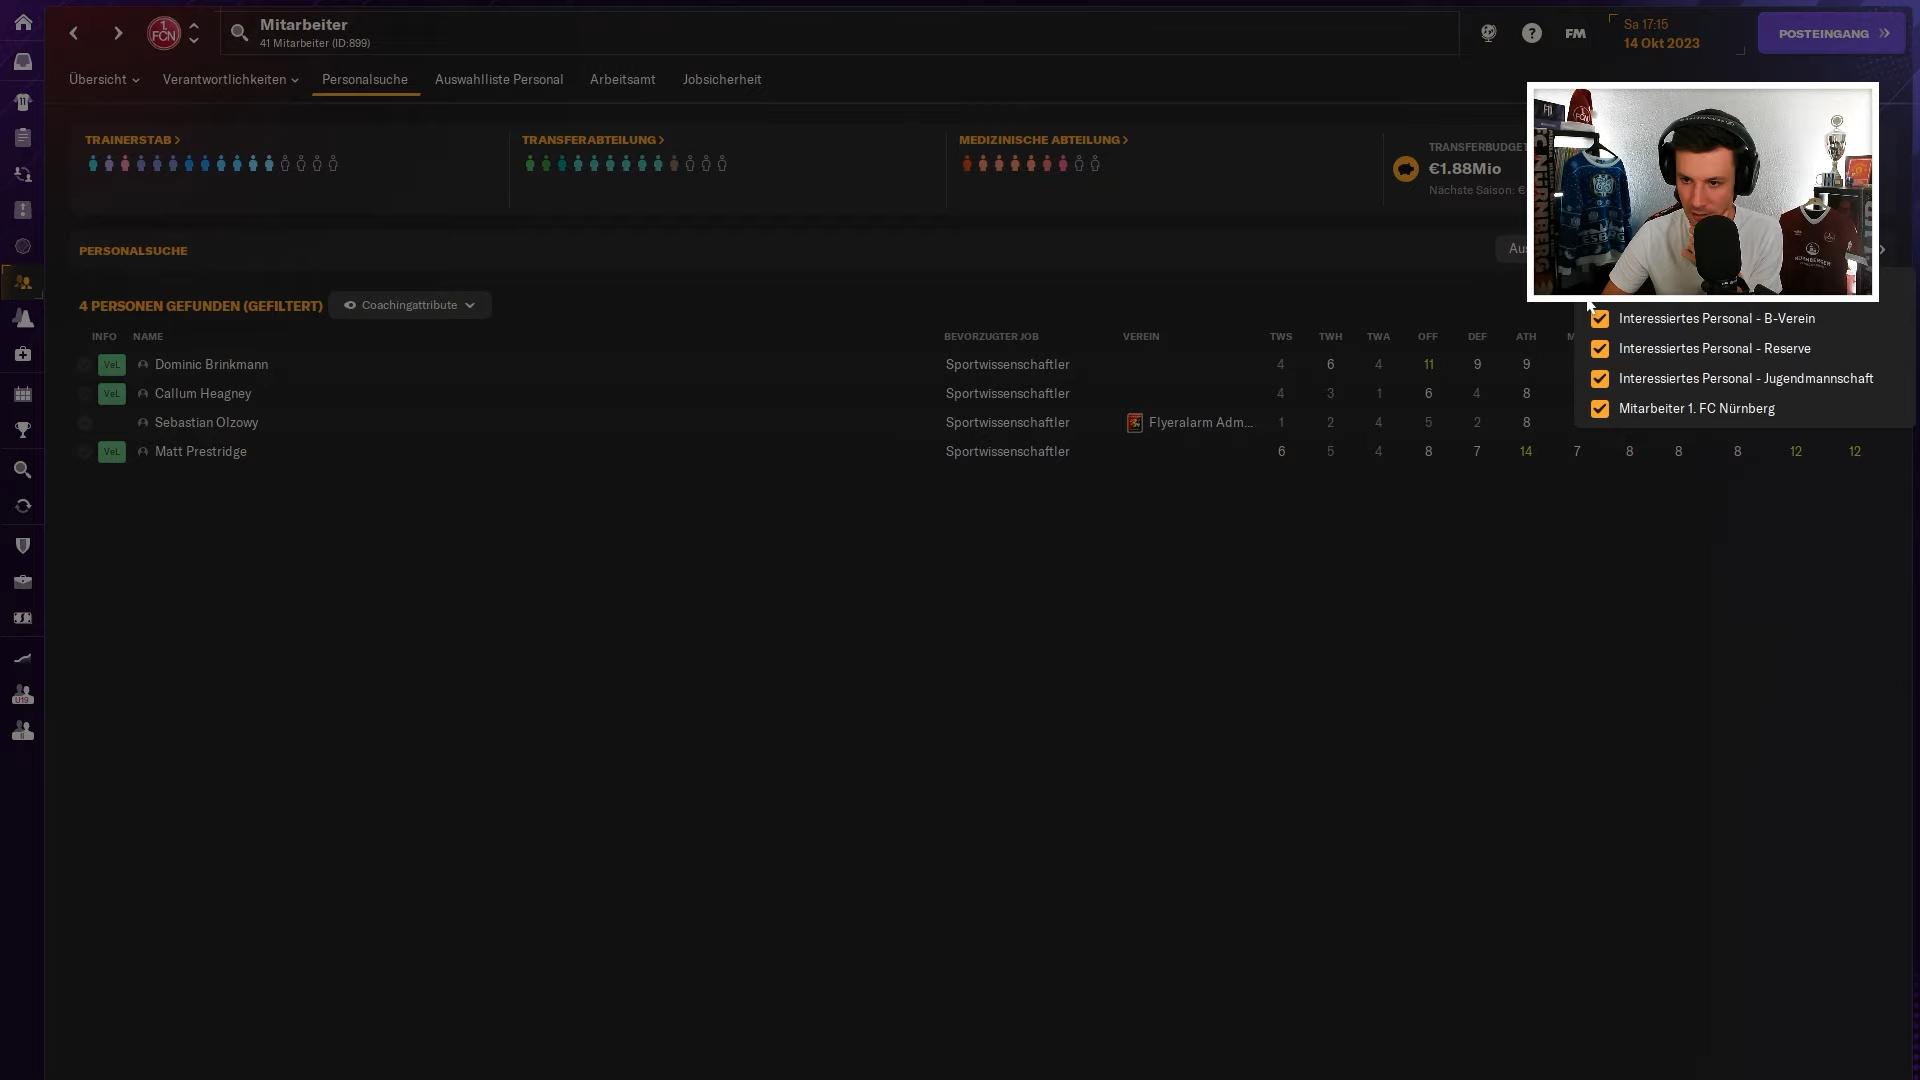 Mitarbeiter
41 Mitarbeiter (ID:899)
FM
Sa 17:15
14 Okt 2023
POSTEINGANG
Übersicht
Verantwortlichkeiten
Personalsuche
Auswahlliste Personal
Arbeitsamt
Jobsicherheit
TRAINERSTAB
TRANSFERABTEILUNG
MEDIZINISCHE ABTEILUNG
TRANSFERBUDGET
€1.88Mio
Nächste Saison: €
PERSONALSUCHE
4 PERSONEN GEFUNDEN (GEFILTERT) Coachingattribute
INFO NAME BEVORZUGTER JOB VEREIN TWS TWH TWA OFF DEF ATH
VeL Dominic Brinkmann Sportwissenschaftler 4 6 4 11 9 9
VeL Callum Heagney Sportwissenschaftler 4 3 1 6 4 8
Sebastian Olzowy Sportwissenschaftler Flyeralarm Adm... 1 2 4 5 2 8
VeL Matt Prestridge Sportwissenschaftler 6 5 4 8 7 14 7 8 8 8 12 12
Interessiertes Personal - B-Verein
Interessiertes Personal - Reserve
Interessiertes Personal - Jugendmannschaft
Mitarbeiter 1. FC Nürnberg